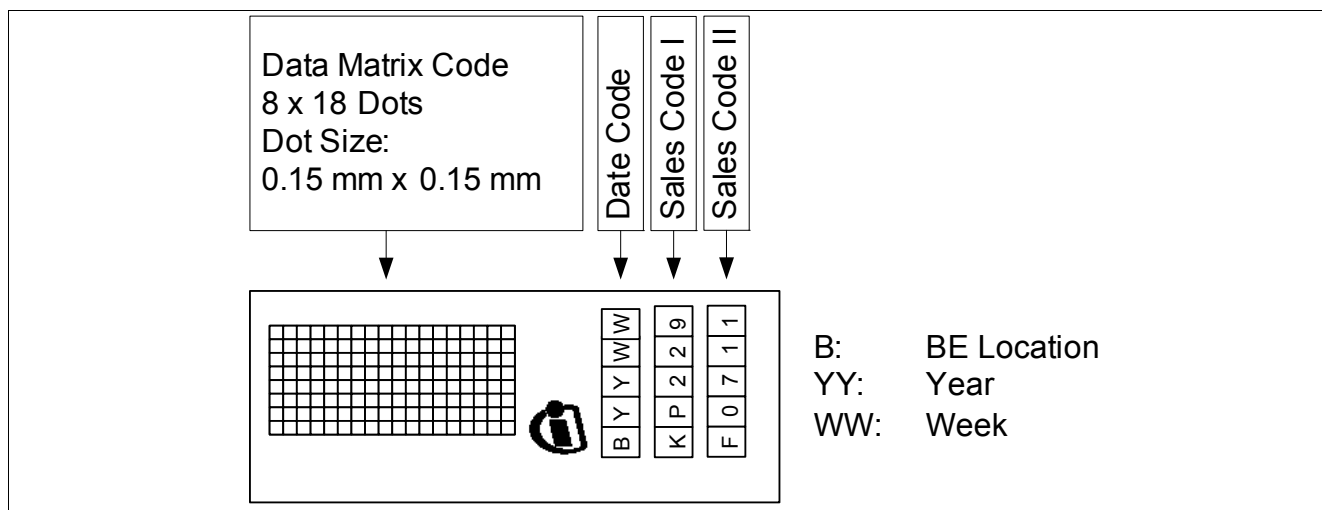 Data Matrix Code
8 x 18 Dots
Dot Size:
0.15 mm x 0.15 mm
Date Code
Sales Code I
Sales Code II
BYYWW
KP229
F0711
B: BE Location
YY: Year
WW: Week